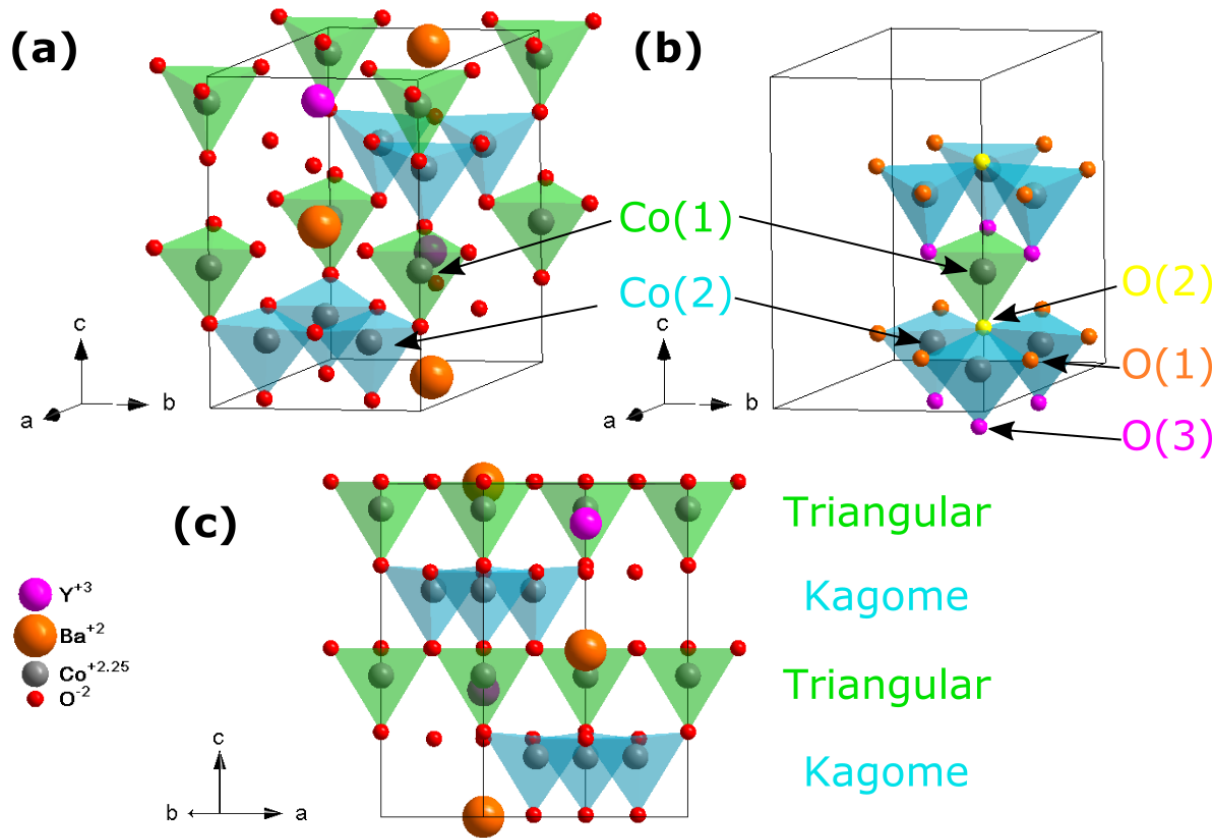 (a)
(b)
Co(1)
Co(2)
O(2)
O(1)
O(3)
c
a
b
c
a
b
(c)
Triangular
Kagome
Triangular
Kagome
Y+3
Ba+2
Co+2.25
O-2
c
b
a